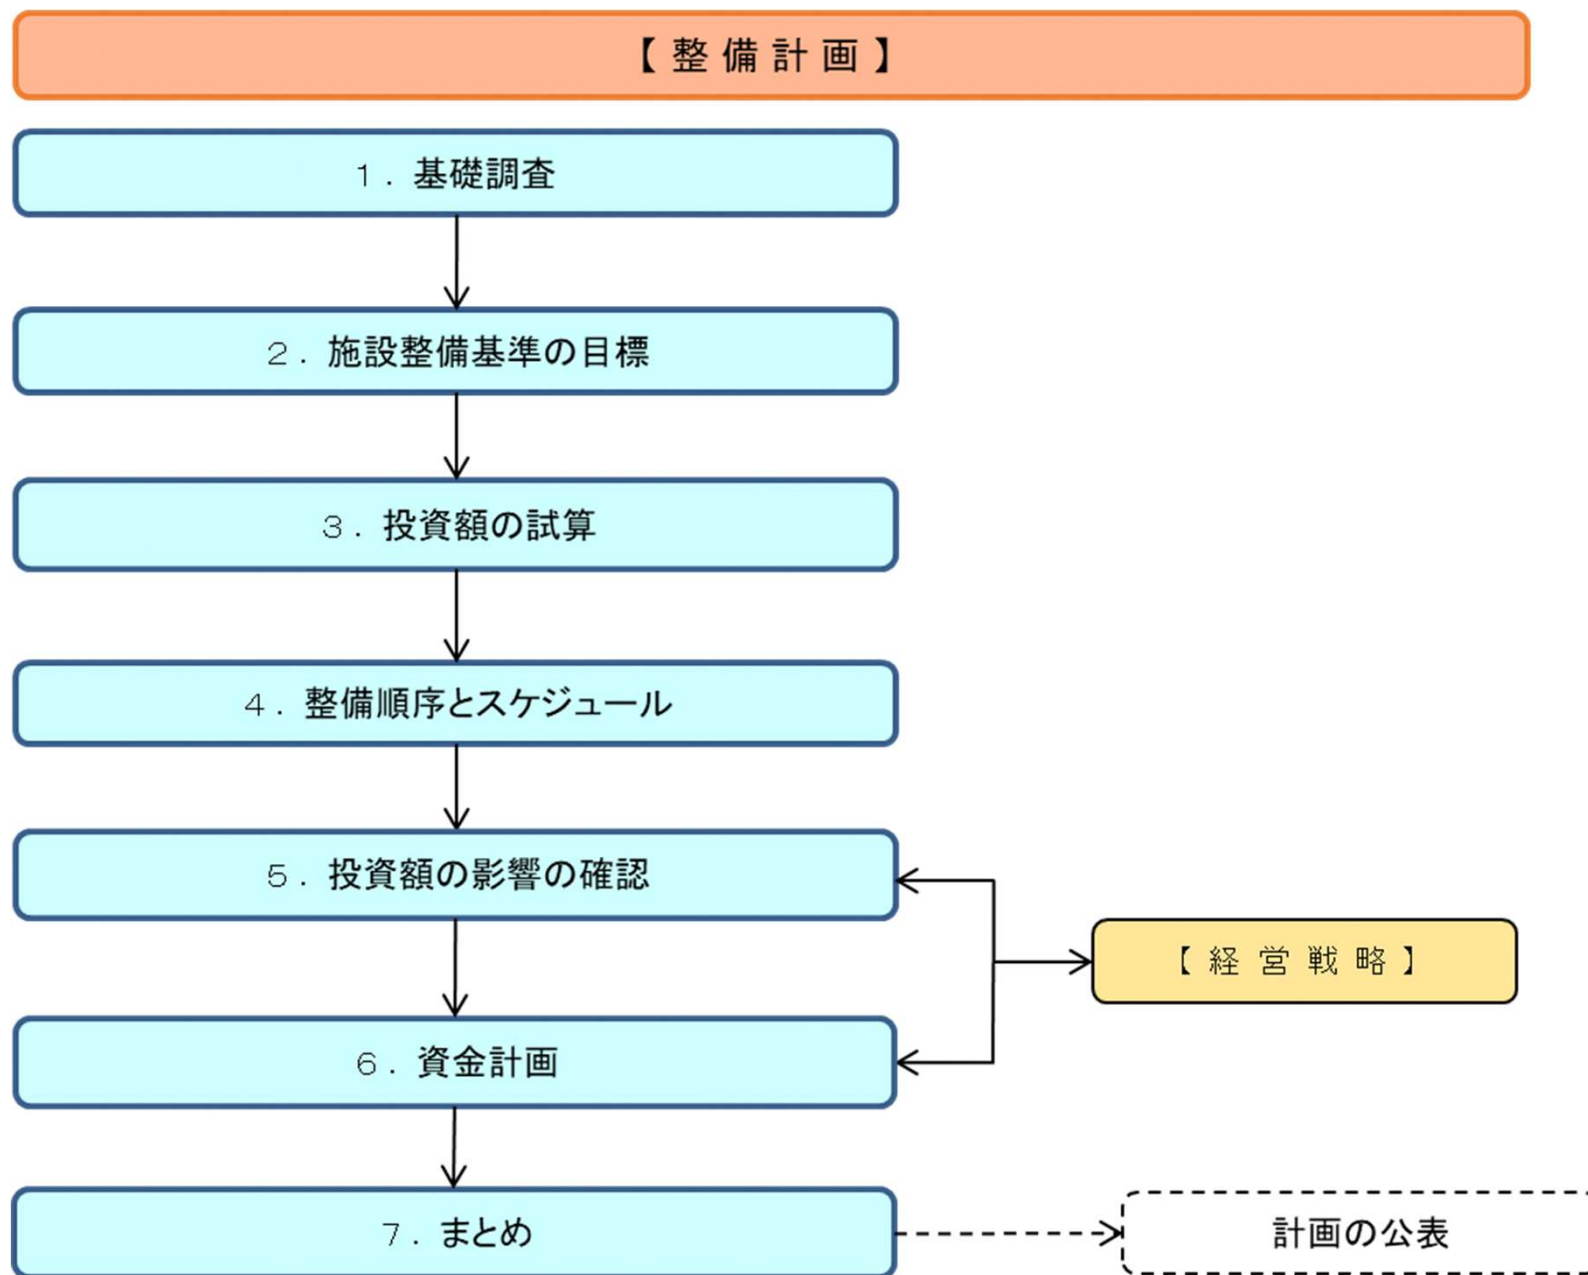 【整備計画】
１．基礎調査
２．施設整備基準の目標
３．投資額の試算
４．整備順序とスケジュール
５．投資額の影響の確認
【経営戦略】
６．資金計画
７．まとめ
計画の公表